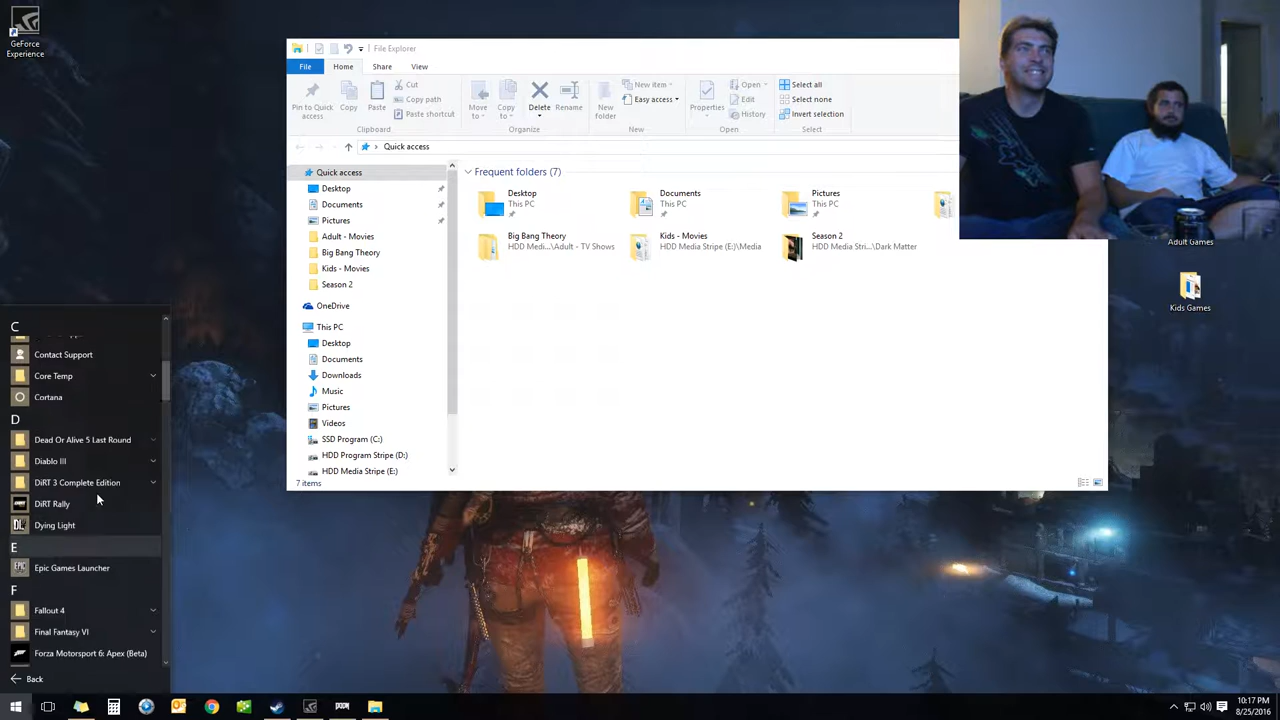 GeForce
Experience
File Explorer
File
Home
Share
View
Pin to Quick
access
Copy
Paste
Cut
Copy path
Paste shortcut
Clipboard
Move
to
Copy
to
Delete
Rename
Organize
New
folder
New item
Easy access
New
Properties
Open
Edit
History
Open
Select all
Select none
Invert selection
Select
Quick access
Quick access
Desktop
Documents
Pictures
Adult - Movies
Big Bang Theory
Kids - Movies
Season 2
OneDrive
This PC
Desktop
Documents
Downloads
Music
Pictures
Videos
SSD Program (C:)
HDD Program Stripe (D:)
HDD Media Stripe (E:)
7 items
Frequent folders (7)
Desktop
This PC
Documents
This PC
Pictures
This PC
Big Bang Theory
HDD Medi...\Adult - TV Shows
Kids - Movies
HDD Media Stripe (E:)\Media
Season 2
HDD Media Stri...\Dark Matter
Adult Games
Kids Games
C
Contact Support
Core Temp
Cortana
D
Dead Or Alive 5 Last Round
Diablo III
DiRT 3 Complete Edition
DiRT Rally
Dying Light
E
Epic Games Launcher
F
Fallout 4
Final Fantasy VI
Forza Motorsport 6: Apex (Beta)
Back
DOOM
10:17 PM
8/25/2016